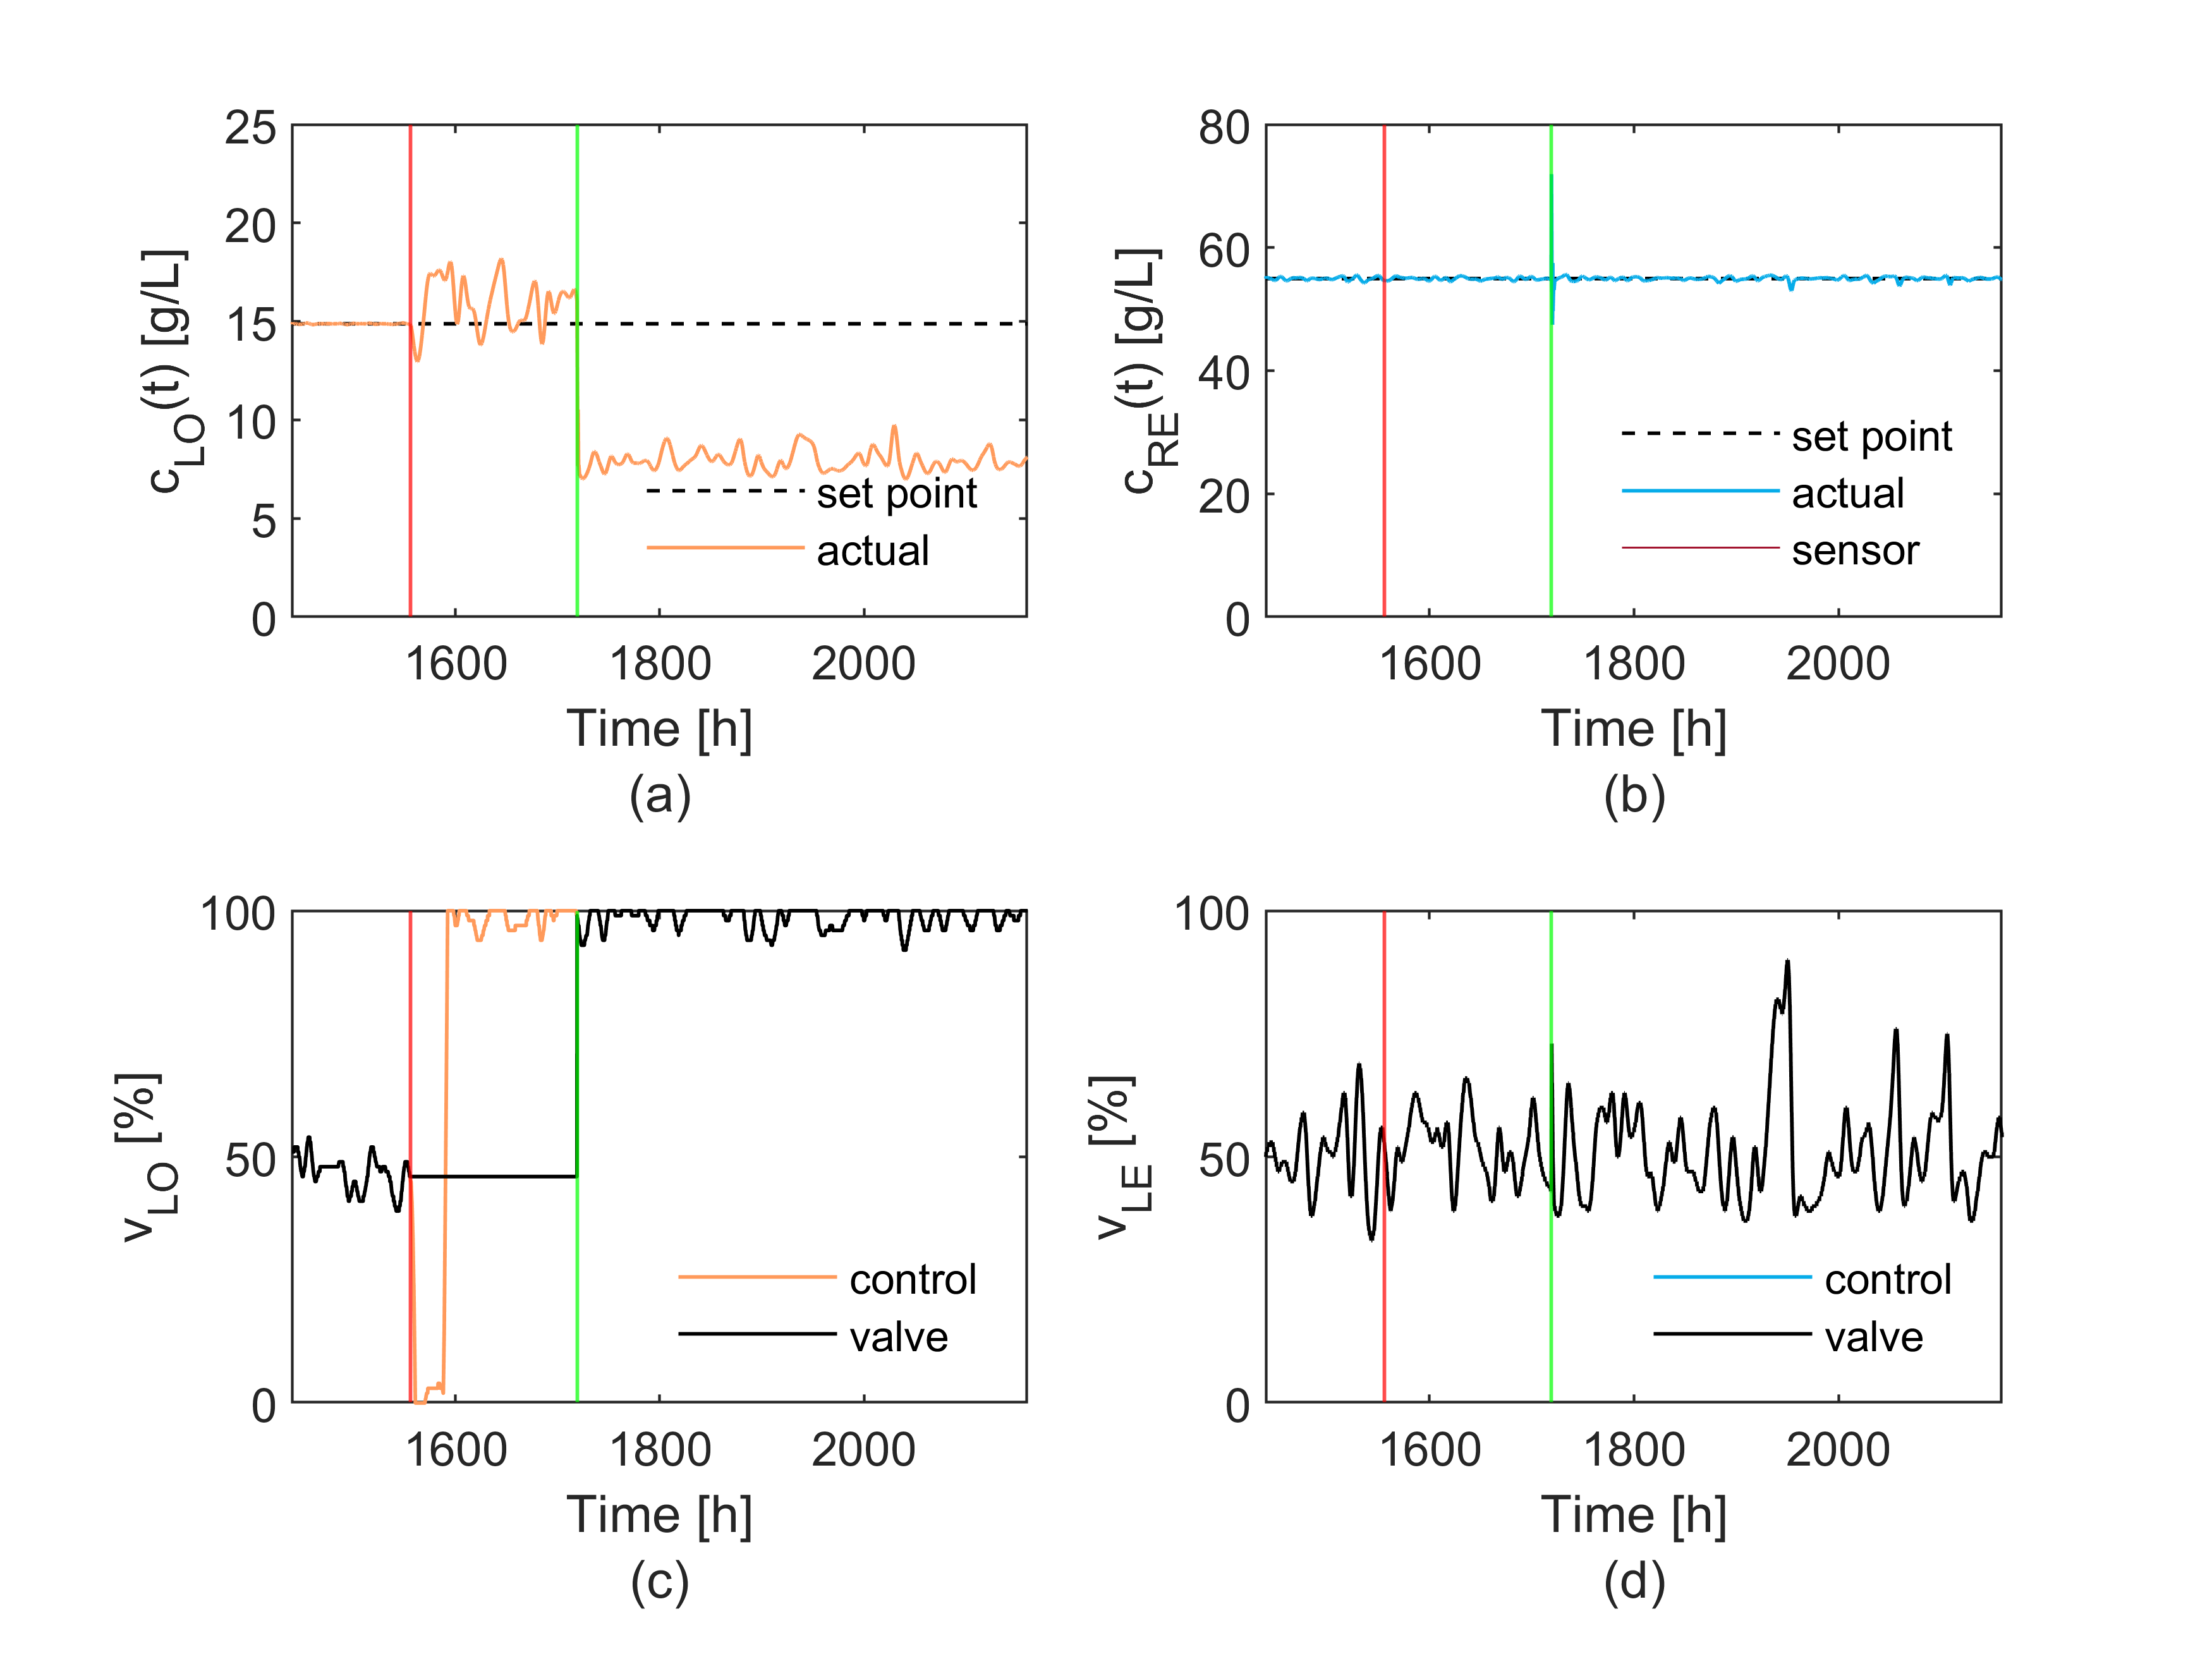 25
20
15
10
5
0
c_LO(t) [g/L]
set point
actual
1600 1800 2000
Time [h]
(a)
80
60
40
20
0
c_RE(t) [g/L]
set point
actual
sensor
1600 1800 2000
Time [h]
(b)
100
50
0
v_LO [%]
control
valve
1600 1800 2000
Time [h]
(c)
100
50
0
v_LE [%]
control
valve
1600 1800 2000
Time [h]
(d)